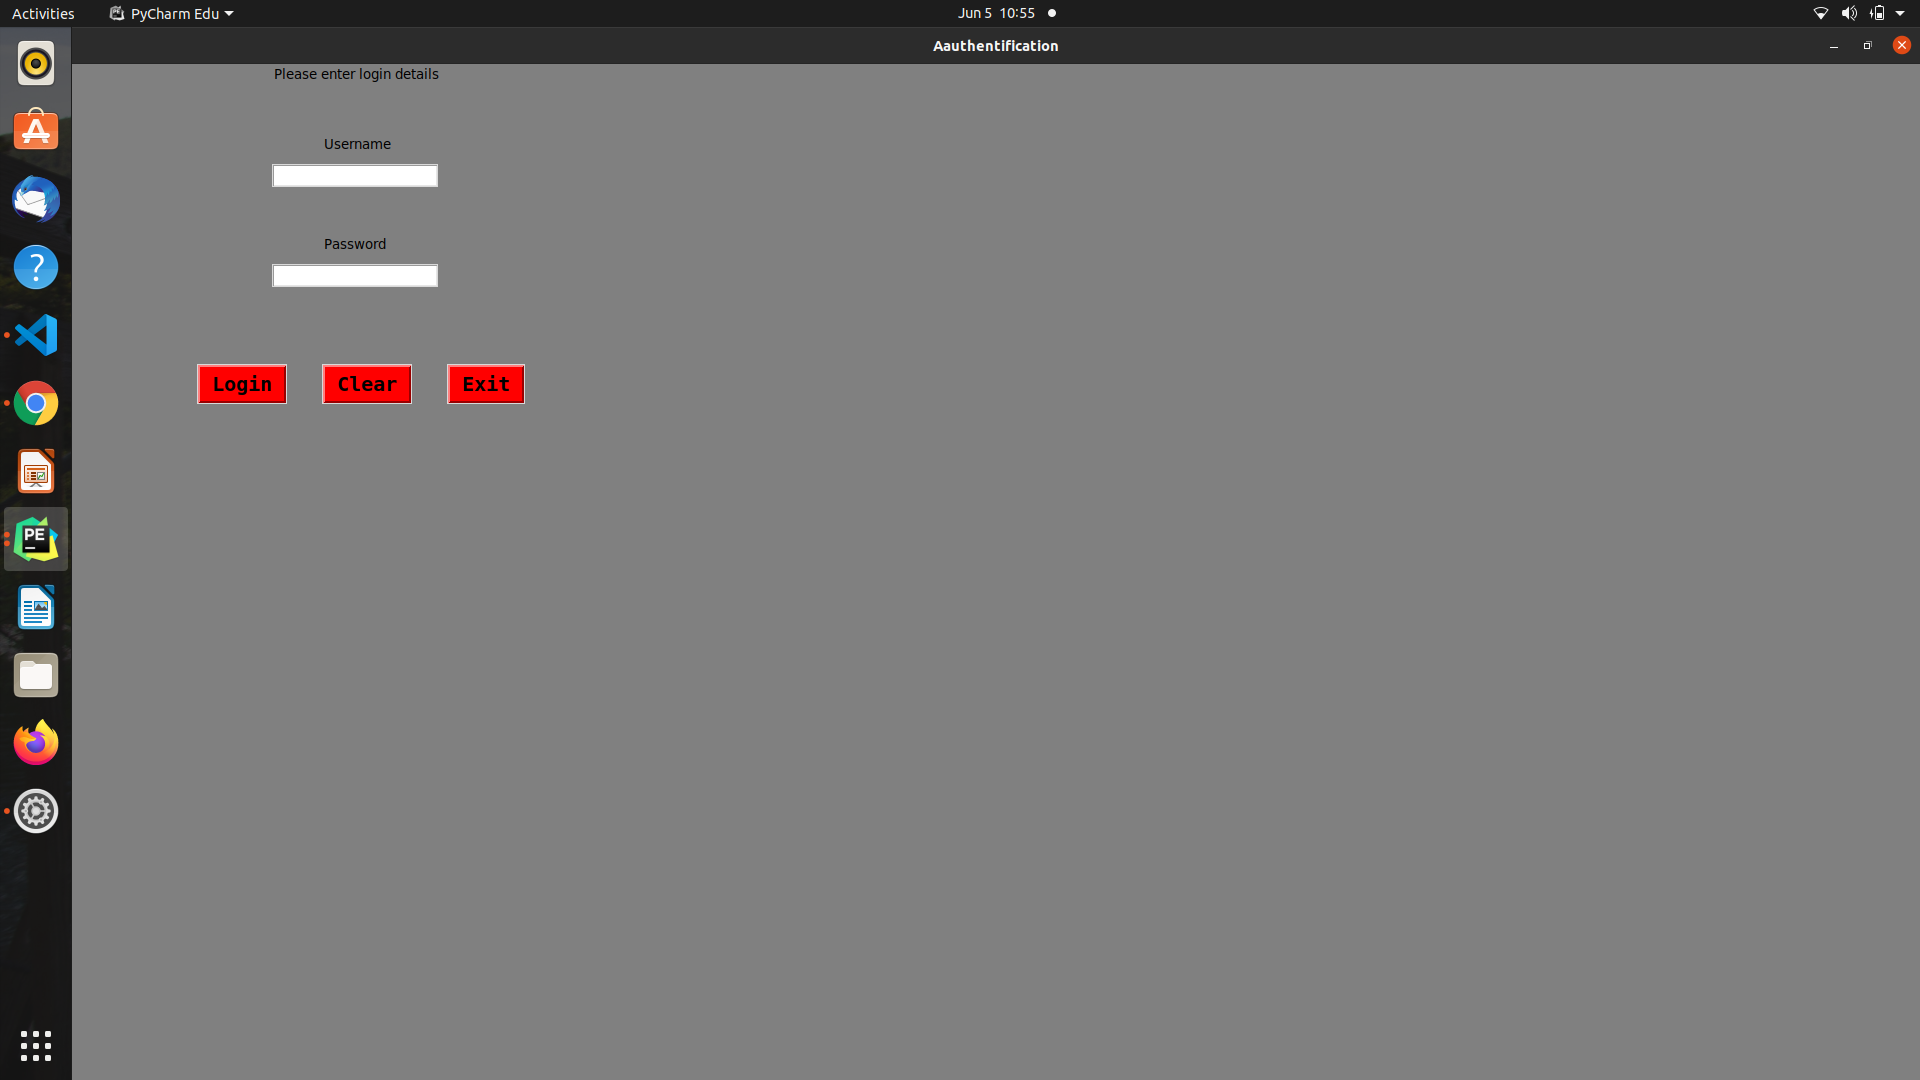 Activities PyCharm Edu Jun 5 10:55
Aauthentification
Please enter login details
Username
Password
Login Clear Exit
PE